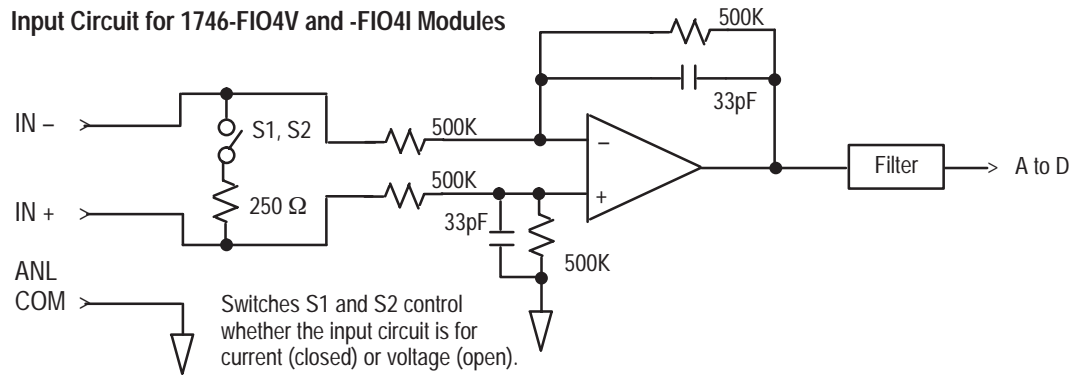 Input Circuit for 1746-FIO4V and -FIO4I Modules
500K
33pF
IN –
S1, S2
500K
–
Filter
A to D
500K
+
IN +
250 Ω
33pF
500K
ANL
COM
Switches S1 and S2 control
whether the input circuit is for
current (closed) or voltage (open).